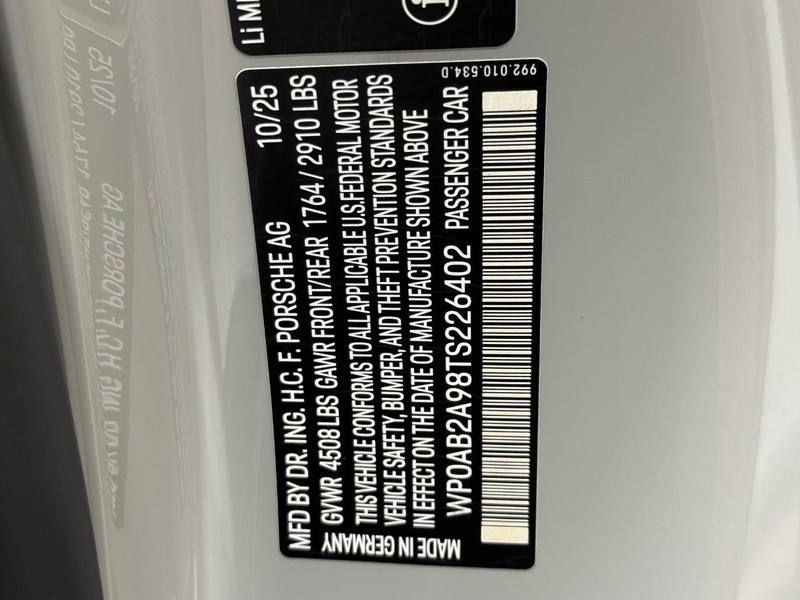 Li M
992.010.534.D
MFD BY DR. ING. H.C. F. PORSCHE AG 10/25
GVWR 4508 LBS GAWR FRONT/REAR 1764 / 2910 LBS
THIS VEHICLE CONFORMS TO ALL APPLICABLE U.S.FEDERAL MOTOR
VEHICLE SAFETY, BUMPER, AND THEFT PREVENTION STANDARDS
IN EFFECT ON THE DATE OF MANUFACTURE SHOWN ABOVE
WP0AB2A98TS226402 PASSENGER CAR
MADE IN GERMANY